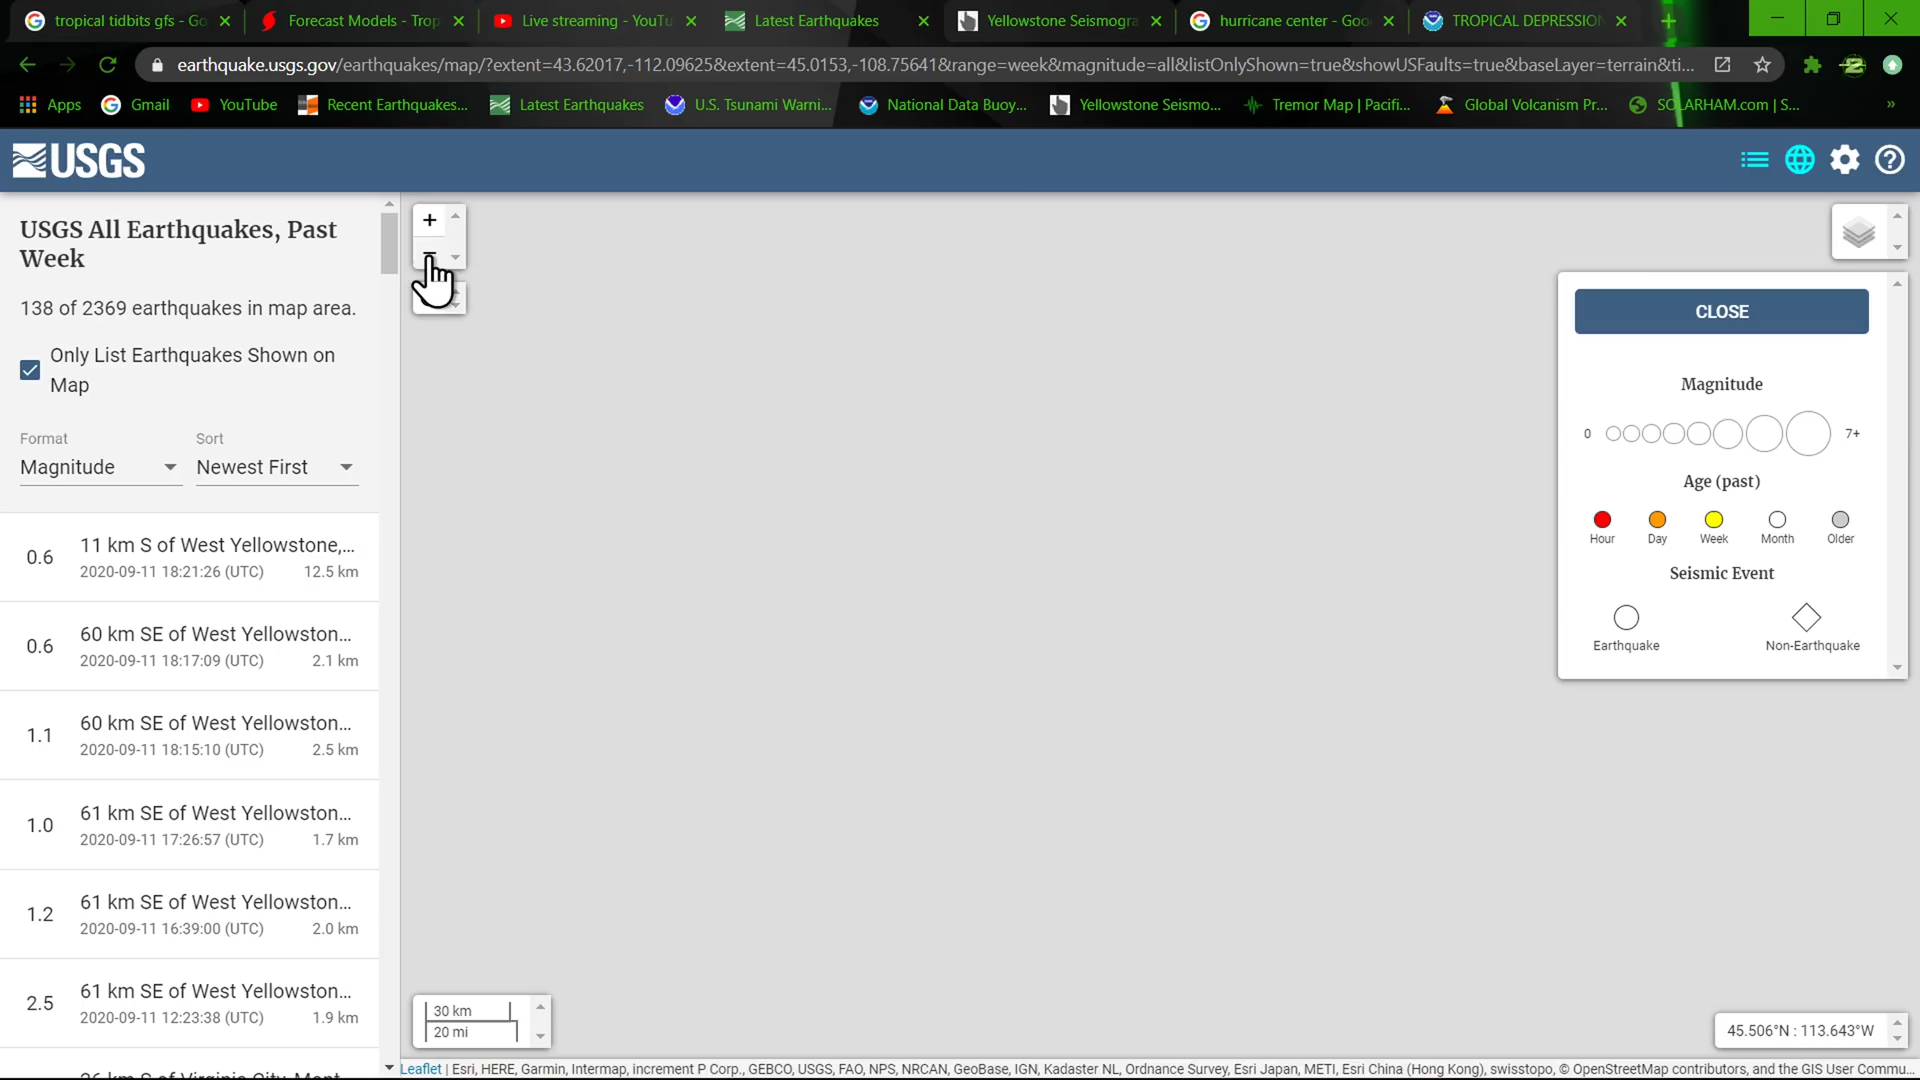 tropical tidbits gfs - Go
Forecast Models - Trop
Live streaming - YouTu
Latest Earthquakes
Yellowstone Seismogra
hurricane center - Goo
TROPICAL DEPRESSION
earthquake.usgs.gov/earthquakes/map/?extent=43.62017,-112.09625&extent=45.0153,-108.75641&range=week&magnitude=all&listOnlyShown=true&showUSFaults=true&baseLayer=terrain&ti...
Apps
Gmail
YouTube
Recent Earthquakes...
Latest Earthquakes
U.S. Tsunami Warni...
National Data Buoy...
Yellowstone Seismo...
Tremor Map | Pacifi...
Global Volcanism Pr...
SOLARHAM.com | S...
»
USGS
USGS All Earthquakes, Past
Week
138 of 2369 earthquakes in map area.
Only List Earthquakes Shown on
Map
Format
Sort
Magnitude
Newest First
0.6
11 km S of West Yellowstone,...
2020-09-11 18:21:26 (UTC)
12.5 km
0.6
60 km SE of West Yellowston...
2020-09-11 18:17:09 (UTC)
2.1 km
1.1
60 km SE of West Yellowston...
2020-09-11 18:15:10 (UTC)
2.5 km
1.0
61 km SE of West Yellowston...
2020-09-11 17:26:57 (UTC)
1.7 km
1.2
61 km SE of West Yellowston...
2020-09-11 16:39:00 (UTC)
2.0 km
2.5
61 km SE of West Yellowston...
2020-09-11 12:23:38 (UTC)
1.9 km
+
CLOSE
Magnitude
0
7+
Age (past)
Hour
Day
Week
Month
Older
Seismic Event
Earthquake
Non-Earthquake
30 km
20 mi
45.506°N : 113.643°W
Leaflet | Esri, HERE, Garmin, Intermap, increment P Corp., GEBCO, USGS, FAO, NPS, NRCAN, GeoBase, IGN, Kadaster NL, Ordnance Survey, Esri Japan, METI, Esri China (Hong Kong), swisstopo, © OpenStreetMap contributors, and the GIS User Commu...